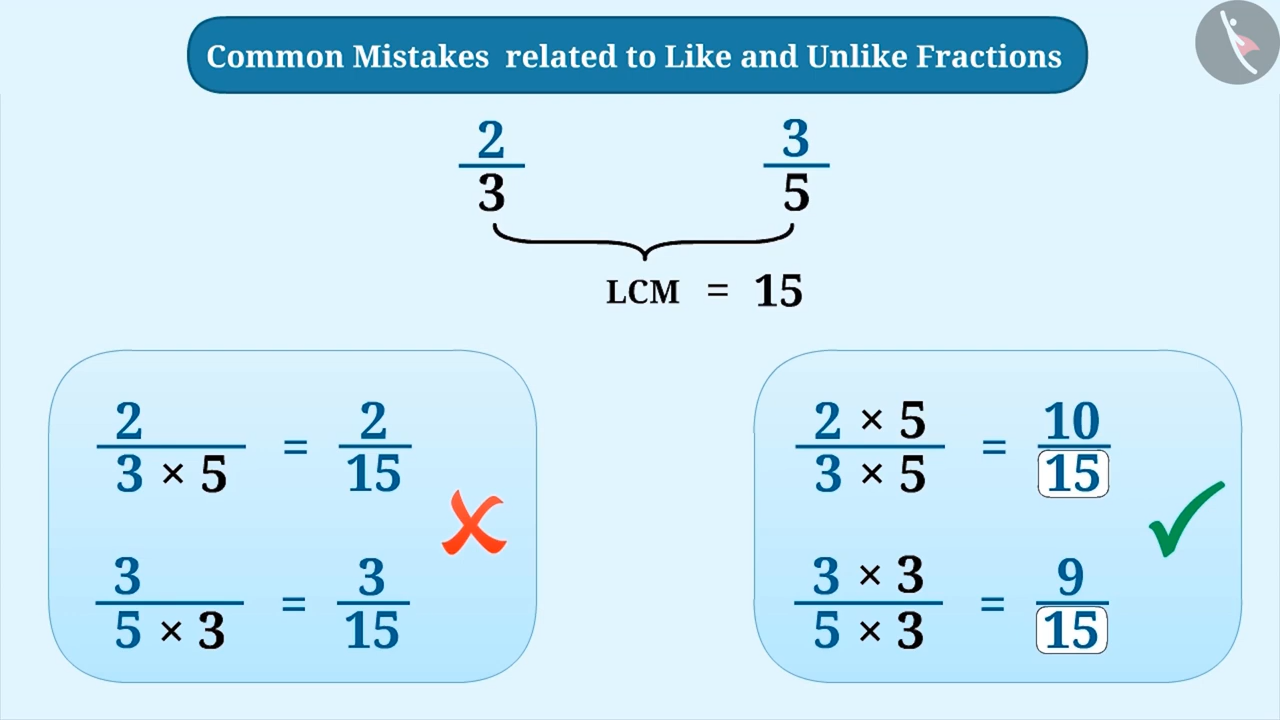 Common Mistakes related to Like and Unlike Fractions
2/3 3/5
LCM = 15
2/(3 × 5) = 2/15
3/(5 × 3) = 3/15
(2 × 5)/(3 × 5) = 10/15
(3 × 3)/(5 × 3) = 9/15